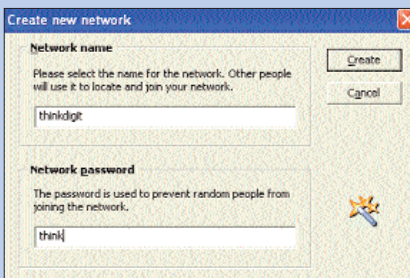 Create new network
Network name
Create
Please select the name for the network. Other people
will use it to locate and join your network.
Cancel
thinkdigit
Network password
The password is used to prevent random people from
joining the network.
think